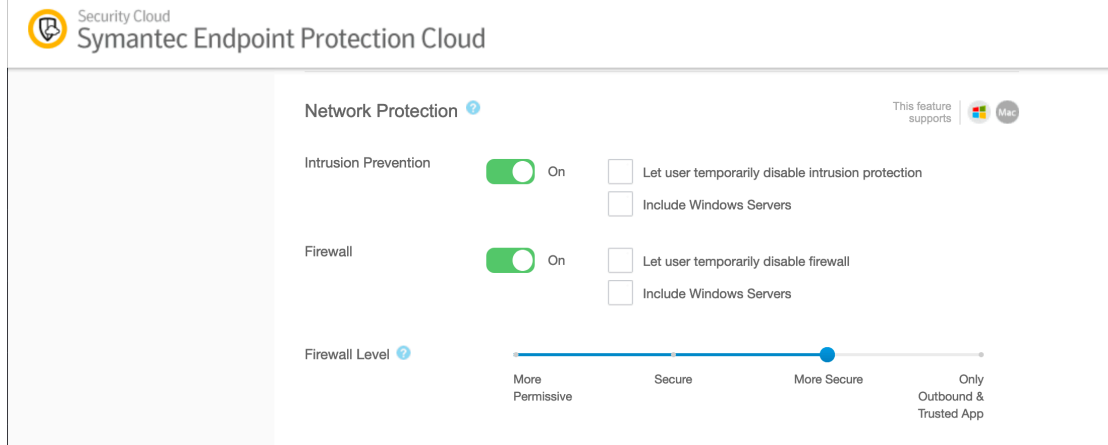 Security Cloud
Symantec Endpoint Protection Cloud
Network Protection ?
This feature
supports
Mac
Intrusion Prevention
On
Let user temporarily disable intrusion protection
Include Windows Servers
Firewall
On
Let user temporarily disable firewall
Include Windows Servers
Firewall Level ?
More
Permissive
Secure
More Secure
Only
Outbound &
Trusted App